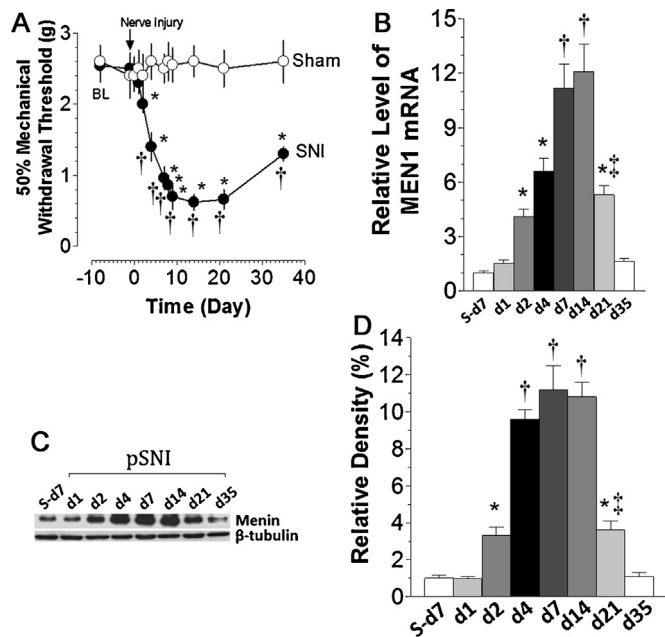 A
Nerve Injury
50% Mechanical
Withdrawal Threshold (g)
3
2
1
0
BL
Sham
SNI
* * * * * * *
† † † † † † †
-10 0 10 20 30 40
Time (Day)
B
Relative Level of
MEN1 mRNA
15
12
9
6
3
0
* * † † *‡
S-d7 d1 d2 d4 d7 d14 d21 d35
C
pSNI
S-d7 d1 d2 d4 d7 d14 d21 d35
Menin
β-tubulin
D
Relative Density (%)
14
12
10
8
6
4
2
0
* † † † *‡
S-d7 d1 d2 d4 d7 d14 d21 d35